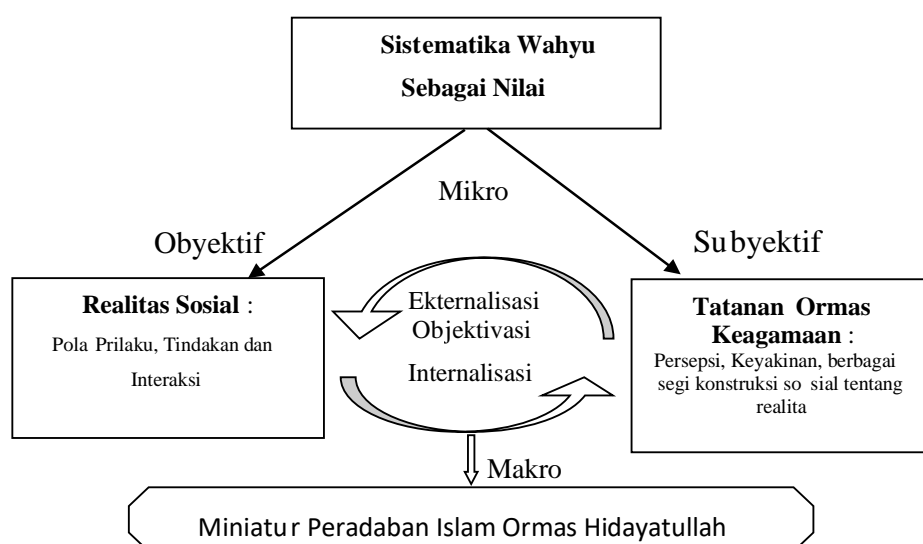 Sistematika Wahyu
Sebagai Nilai
Mikro
Obyektif
Subyektif
Realitas Sosial :
Pola Prilaku, Tindakan dan
Interaksi
Ekternalisasi
Objektivasi
Internalisasi
Tatanan Ormas
Keagamaan :
Persepsi, Keyakinan, berbagai
segi konstruksi so sial tentang
realita
Makro
Miniatur Peradaban Islam Ormas Hidayatullah